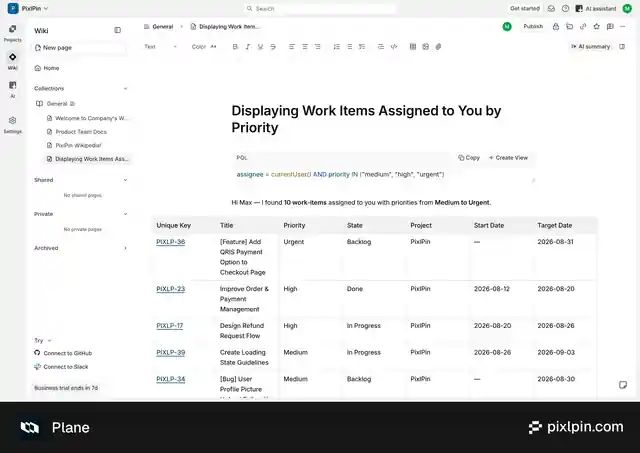 PixlPin
Search
Get started
AI assistant
M
Projects
Wiki
AI
Settings
Wiki
New page
Home
Collections
General
Welcome to Company's W...
Product Team Docs
PixlPin Wikipedia!
Displaying Work Items Ass...
Shared
No shared pages
Private
No private pages
Archived
Try
Connect to GitHub
Connect to Slack
Business trial ends in 7d
General
Displaying Work Item...
M
Publish
Text
Color
AI summary
Displaying Work Items Assigned to You by
Priority
PQL
Copy
Create View
assignee = currentUser() AND priority IN ("medium", "high", "urgent")
Hi Max — I found 10 work-items assigned to you with priorities from Medium to Urgent.
Unique Key Title Priority State Project Start Date Target Date
PIXLP-36 [Feature] Add QRIS Payment Option to Checkout Page Urgent Backlog PixlPin — 2026-08-31
PIXLP-23 Improve Order & Payment Management High Done PixlPin 2026-08-12 2026-08-20
PIXLP-17 Design Refund Request Flow High In Progress PixlPin 2026-08-20 2026-08-26
PIXLP-39 Create Loading State Guidelines Medium In Progress PixlPin 2026-08-26 2026-09-03
PIXLP-34 [Bug] User Profile Picture Medium Backlog PixlPin — 2026-08-30
Plane
pixlpin.com